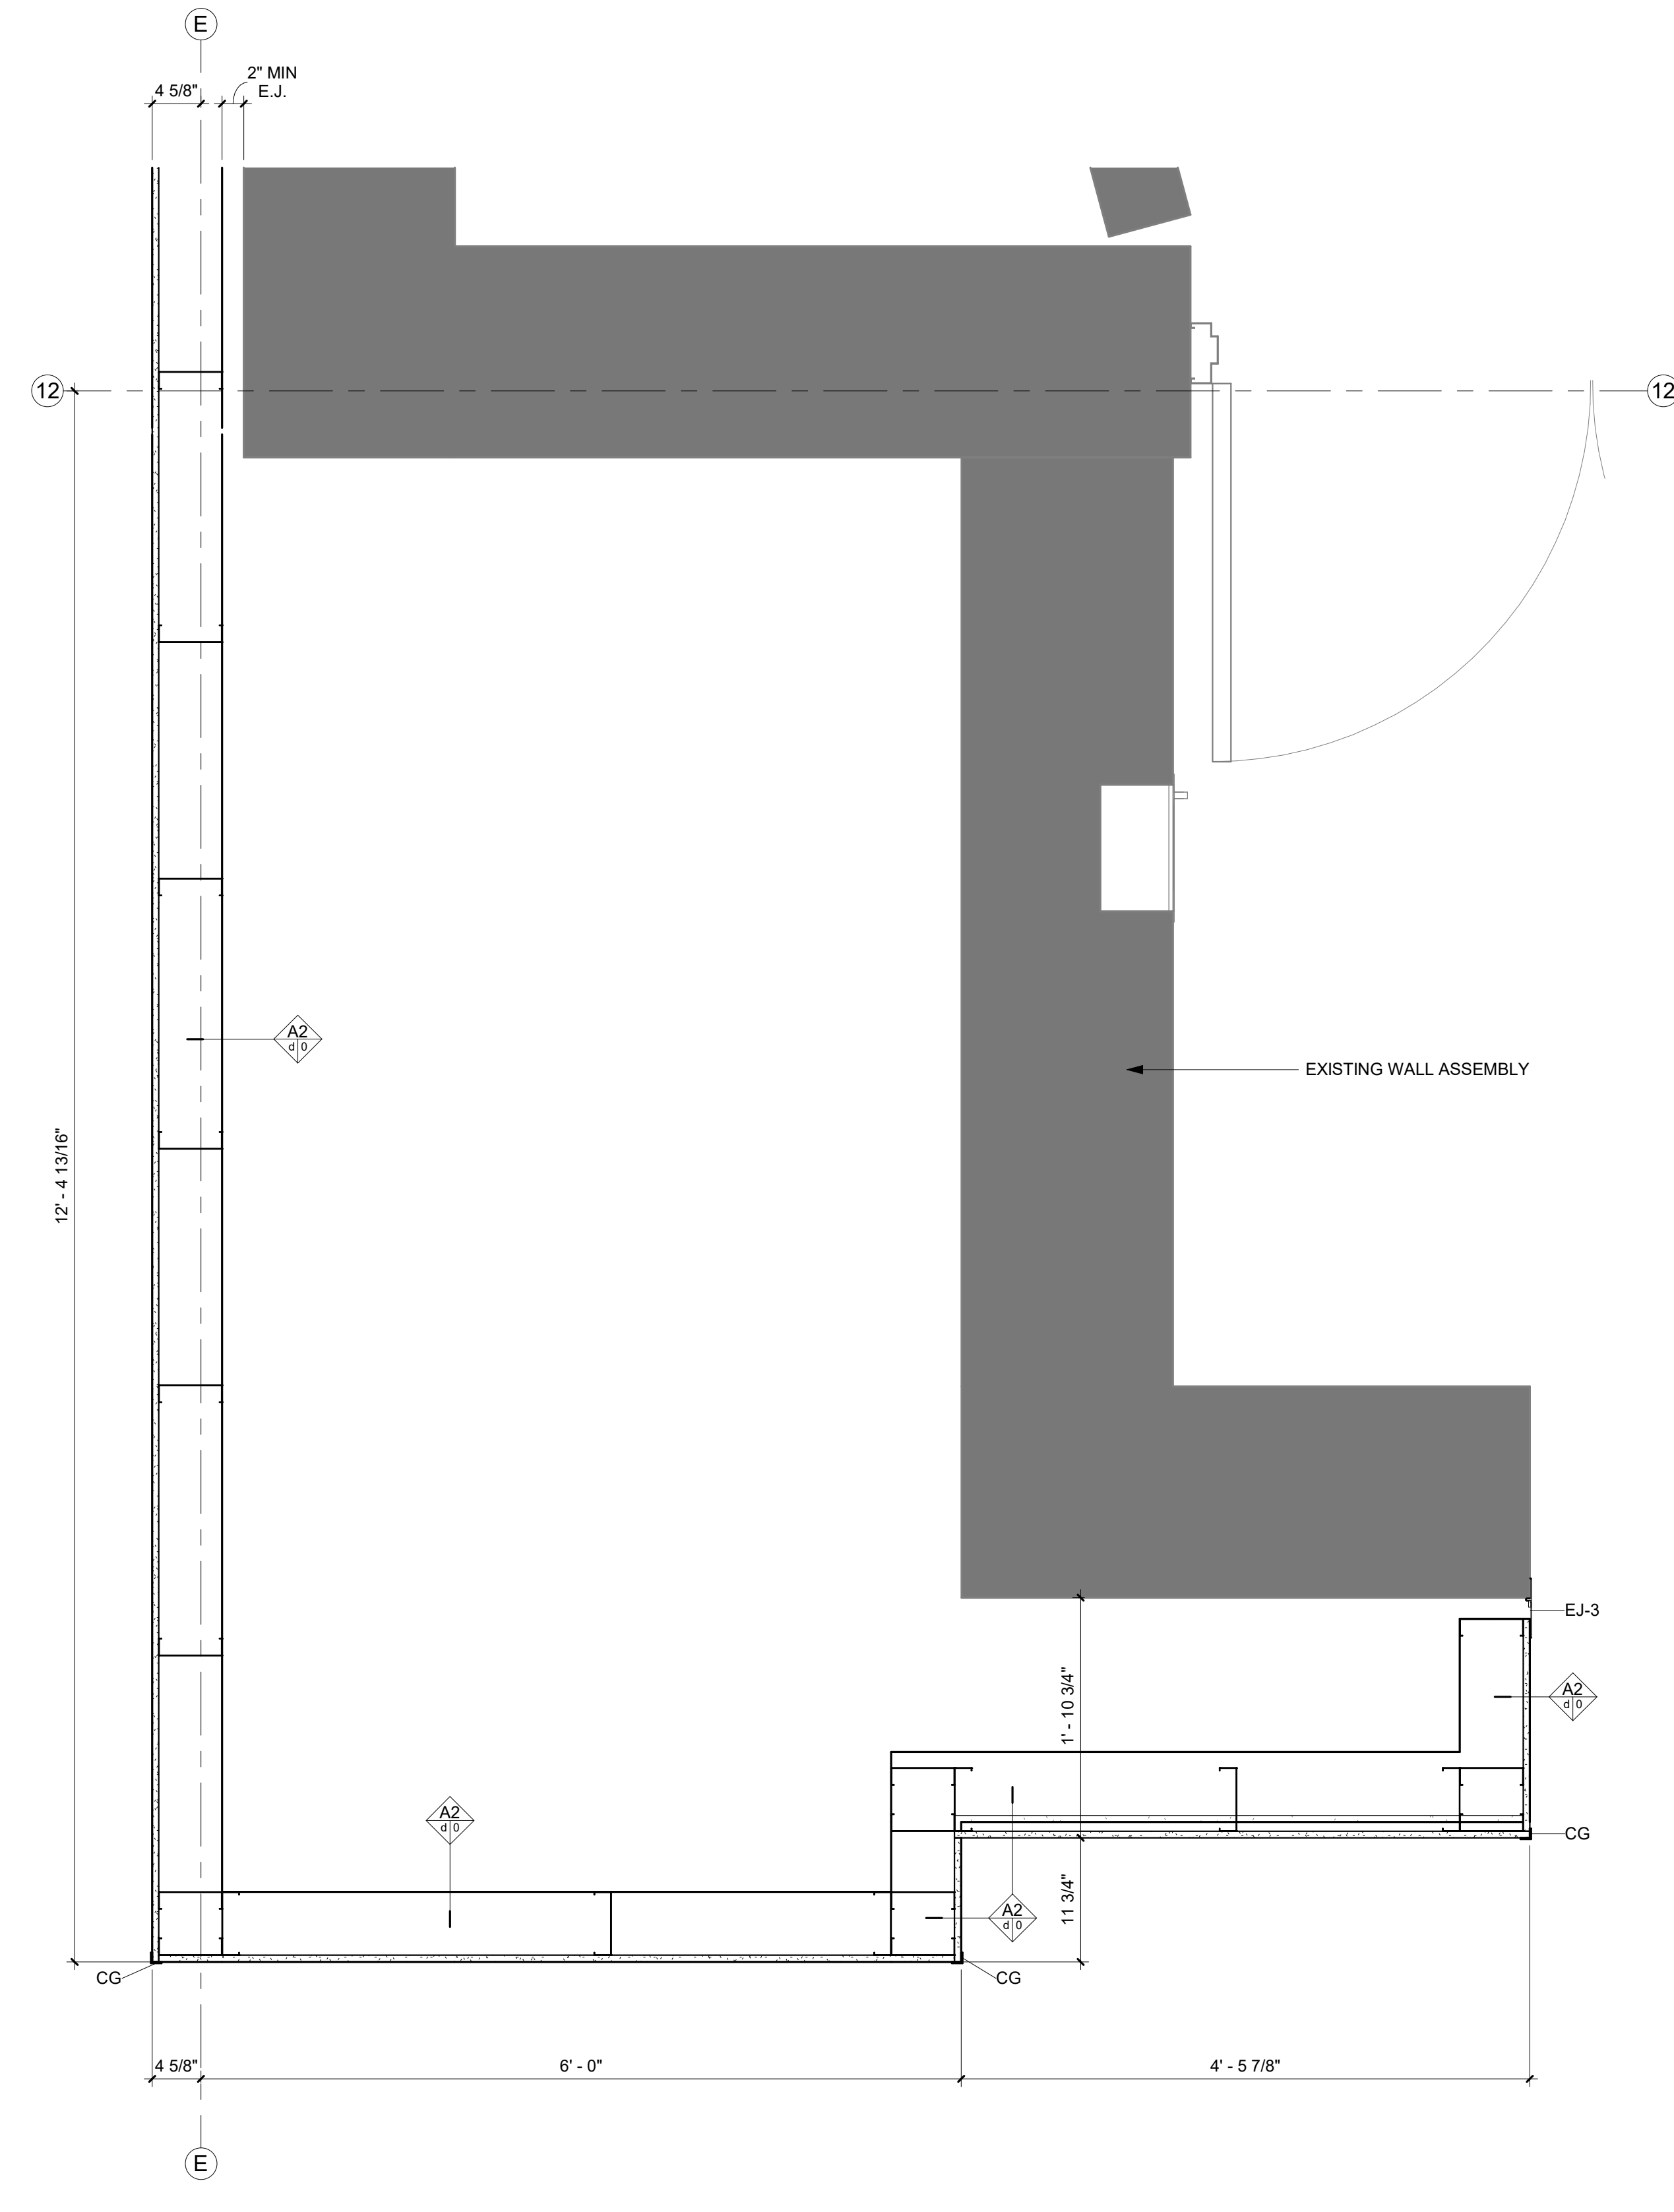 E
2" MIN
4 5/8"
E.J.
12
12
A2
d 0
EXISTING WALL ASSEMBLY
12' - 4 13/16"
EJ-3
1' - 10 3/4"
A2
d 0
A2
d 0
CG
11 3/4"
A2
d 0
CG
CG
4 5/8"
6' - 0"
4' - 5 7/8"
E